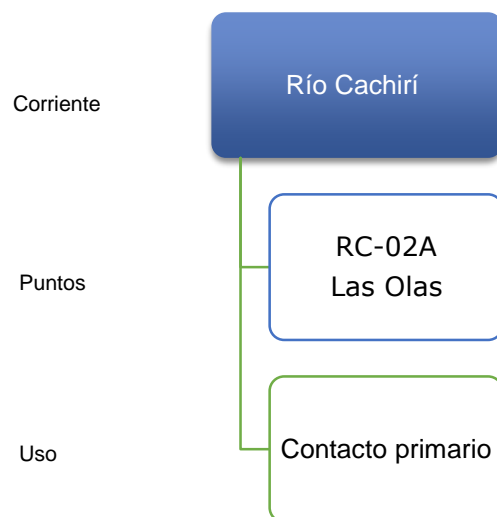 Corriente
Río Cachirí
Puntos
RC-02A
Las Olas
Uso
Contacto primario